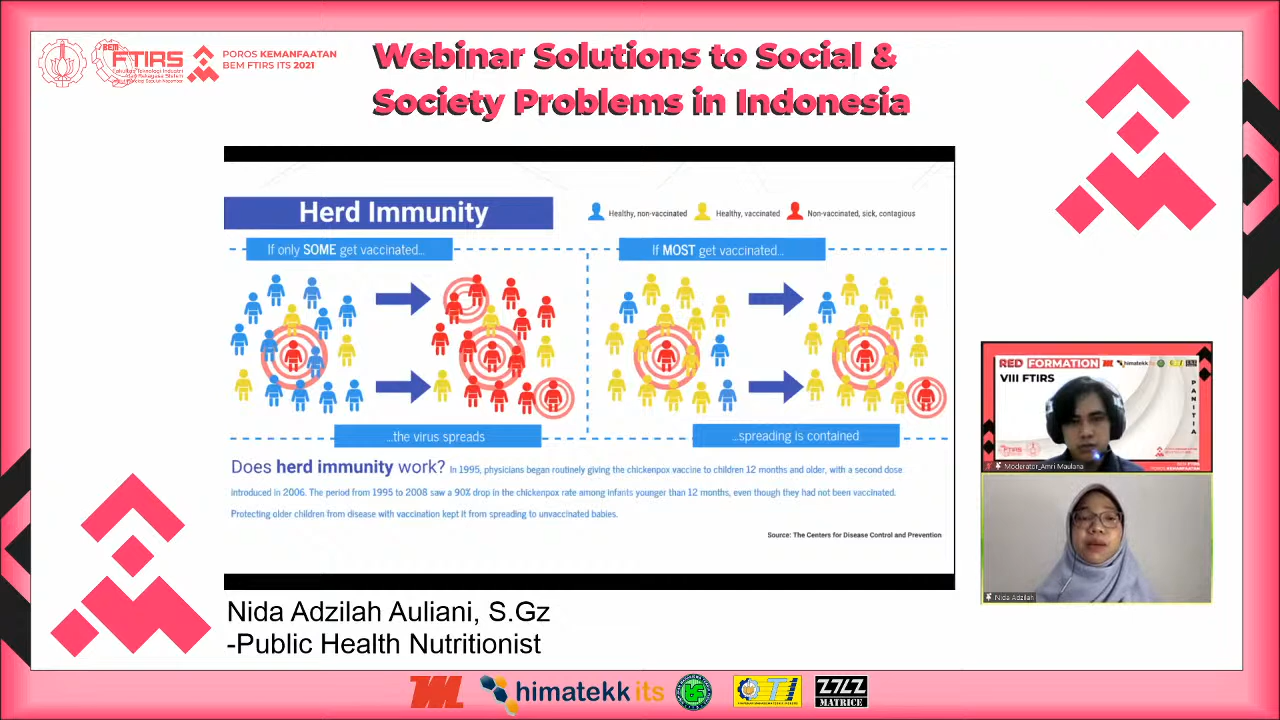 BEM
FTIRS
POROS KEMANFAATAN
BEM FTIRS ITS 2021
Webinar Solutions to Social &
Society Problems in Indonesia
Herd Immunity
Healthy, non-vaccinated
Healthy, vaccinated
Non-vaccinated, sick, contagious
If only SOME get vaccinated...
If MOST get vaccinated...
...the virus spreads
...spreading is contained
Does herd immunity work? In 1995, physicians began routinely giving the chickenpox vaccine to children 12 months and older, with a second dose
introduced in 2006. The period from 1995 to 2008 saw a 90% drop in the chickenpox rate among infants younger than 12 months, even though they had not been vaccinated.
Protecting older children from disease with vaccination kept it from spreading to unvaccinated babies.
Source: The Centers for Disease Control and Prevention
RED FORMATION
himatekk
VIII FTIRS
PANITIA
Moderator_Amri Maulana
Nida Adzilah
Nida Adzilah Auliani, S.Gz
-Public Health Nutritionist
himatekk its
MATRICE